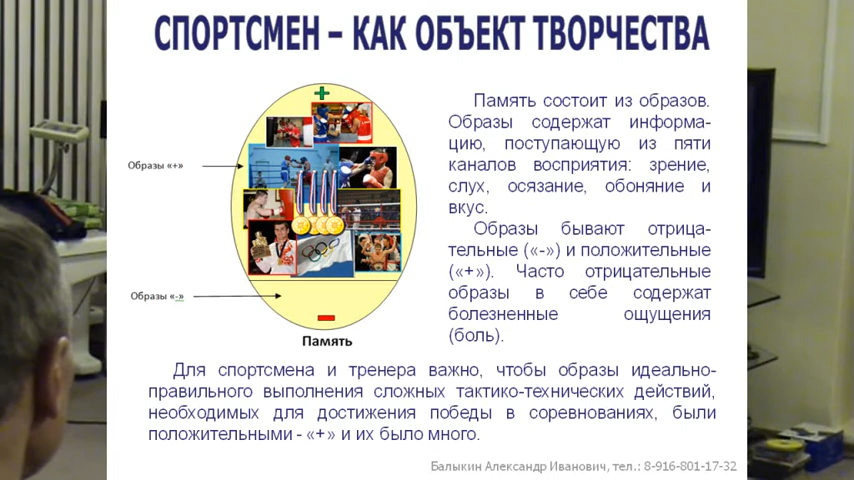 СПОРТСМЕН – КАК ОБЪЕКТ ТВОРЧЕСТВА
Образы «+»
Образы «-»
Память
Память состоит из образов.
Образы содержат информа-
цию, поступающую из пяти
каналов восприятия: зрение,
слух, осязание, обоняние и
вкус.
Образы бывают отрица-
тельные («-») и положительные
(«+»). Часто отрицательные
образы в себе содержат
болезненные ощущения
(боль).
Для спортсмена и тренера важно, чтобы образы идеально-
правильного выполнения сложных тактико-технических действий,
необходимых для достижения победы в соревнованиях, были
положительными - «+» и их было много.
Балыкин Александр Иванович, тел.: 8-916-801-17-32